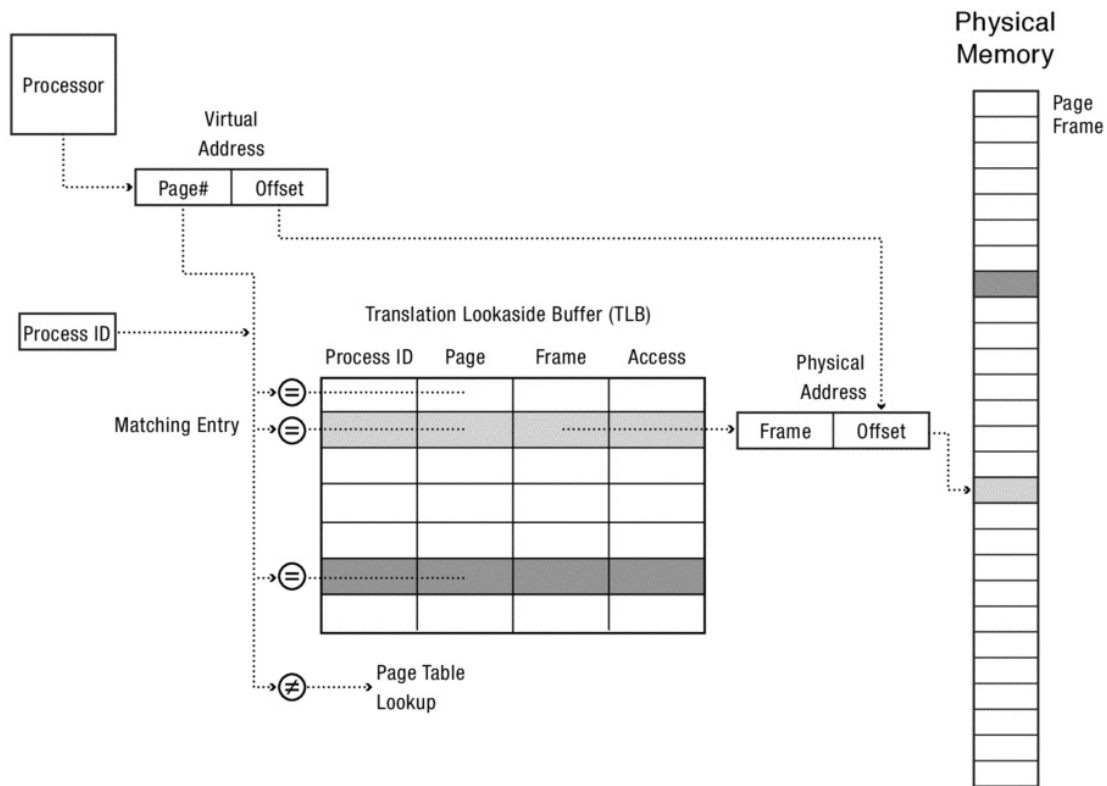 Physical
Memory
Processor
Page
Frame
Virtual
Address
Page# Offset
Translation Lookaside Buffer (TLB)
Process ID
Process ID Page Frame Access
Physical
Address
=
Matching Entry
=
Frame Offset
=
≠
Page Table
Lookup